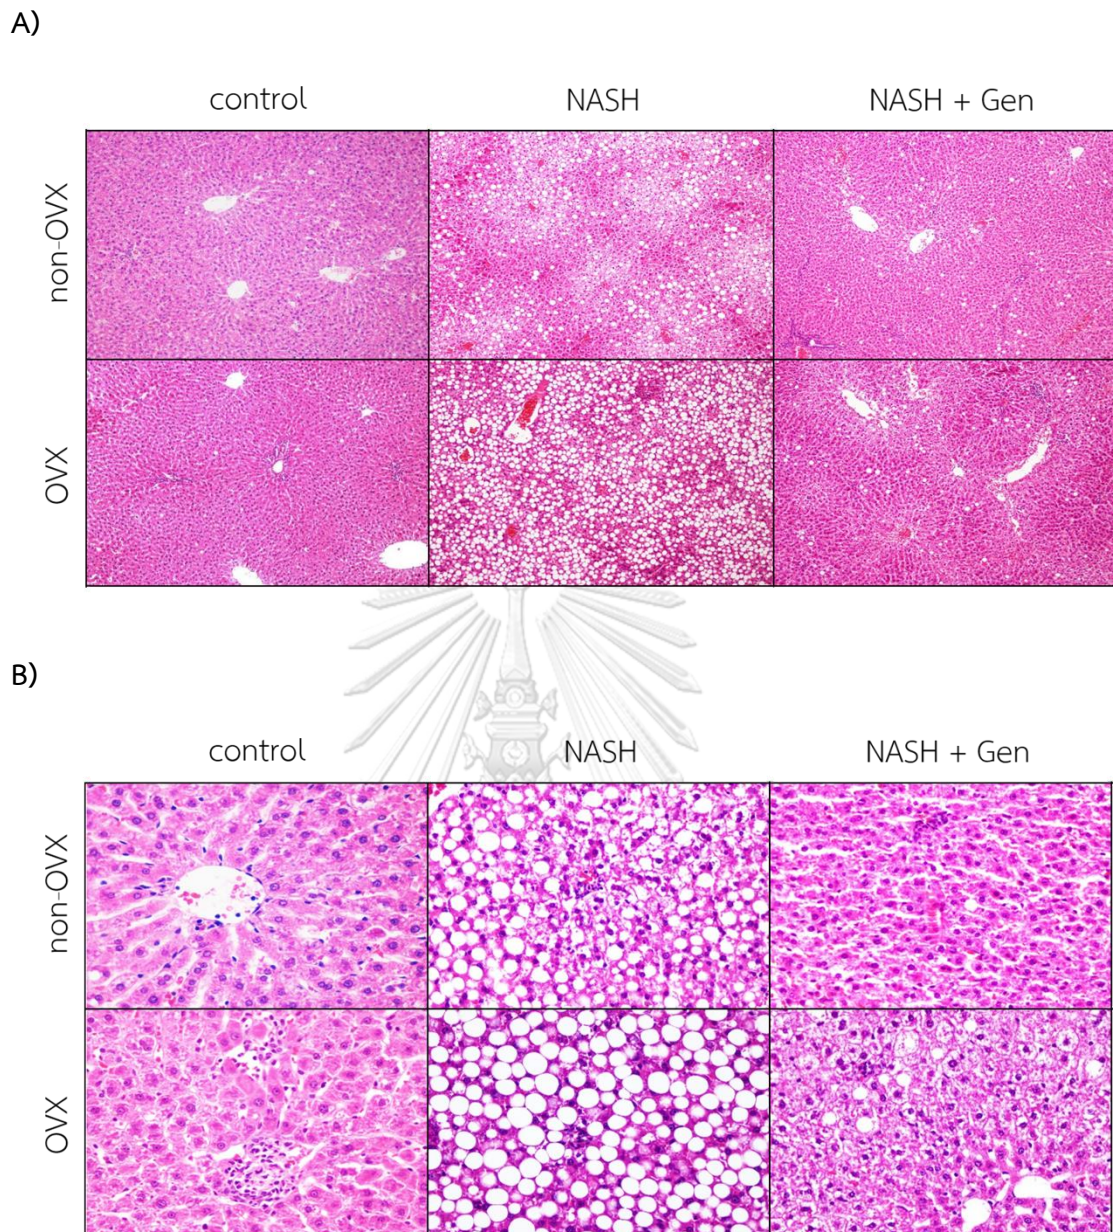 A)
control NASH NASH + Gen
non-OVX
OVX
B)
control NASH NASH + Gen
non-OVX
OVX